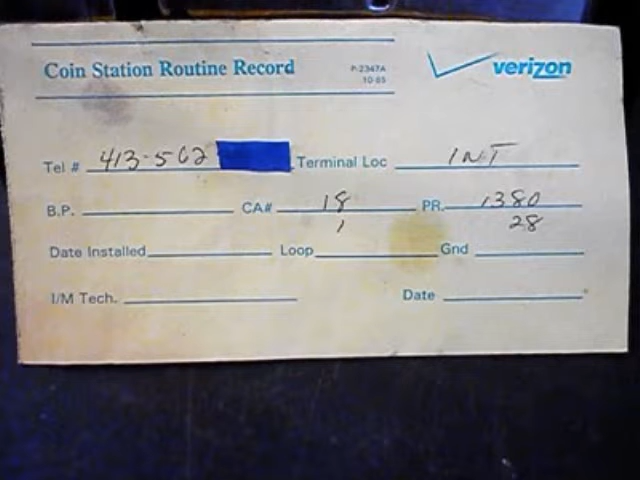 Coin Station Routine Record P-2347A verizon
10-85
Tel # 413-562 Terminal Loc INT
B.P. CA# 18 PR. 1380
1 28
Date Installed Loop Gnd
I/M Tech. Date